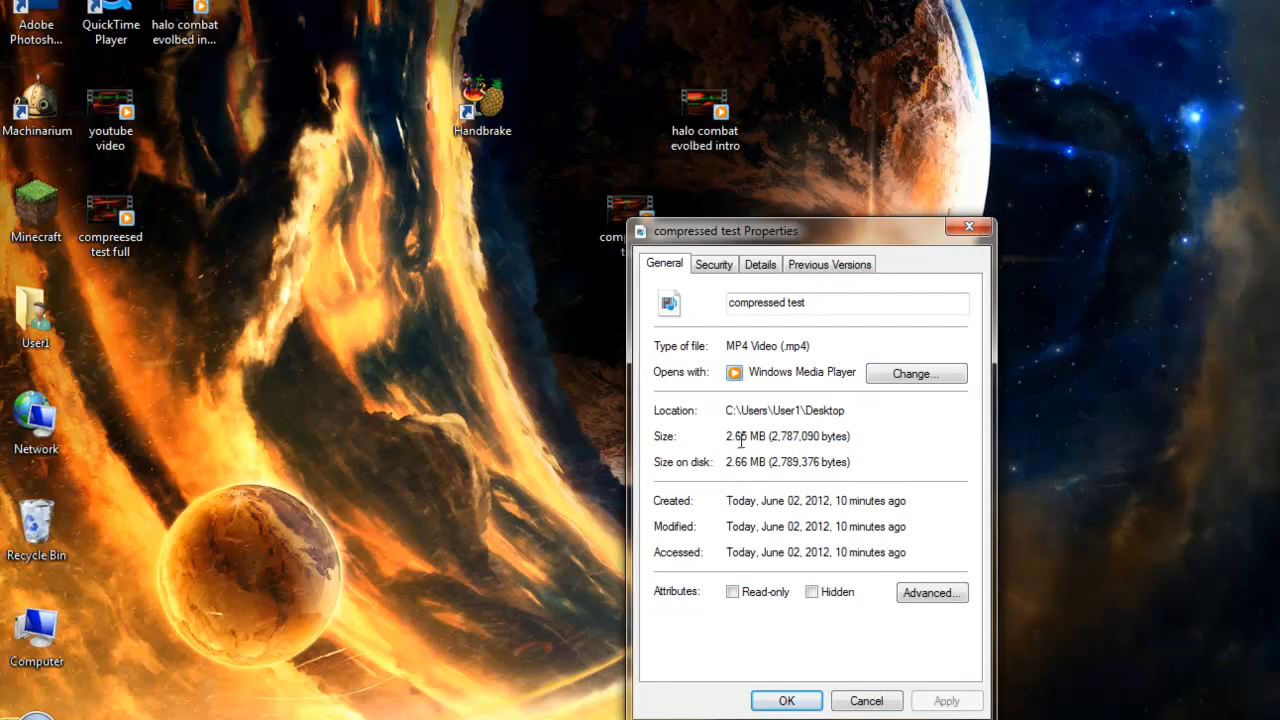 Adobe
Photosh...
QuickTime
Player
halo combat
evolbed in...
Machinarium
youtube
video
Handbrake
halo combat
evolbed intro
Minecraft
compreesed
test full
User1
Network
Recycle Bin
Computer
compressed test Properties
General Security Details Previous Versions
compressed test
Type of file: MP4 Video (.mp4)
Opens with: Windows Media Player Change...
Location: C:\Users\User1\Desktop
Size: 2.65 MB (2,787,090 bytes)
Size on disk: 2.66 MB (2,789,376 bytes)
Created: Today, June 02, 2012, 10 minutes ago
Modified: Today, June 02, 2012, 10 minutes ago
Accessed: Today, June 02, 2012, 10 minutes ago
Attributes: Read-only Hidden Advanced...
OK Cancel Apply